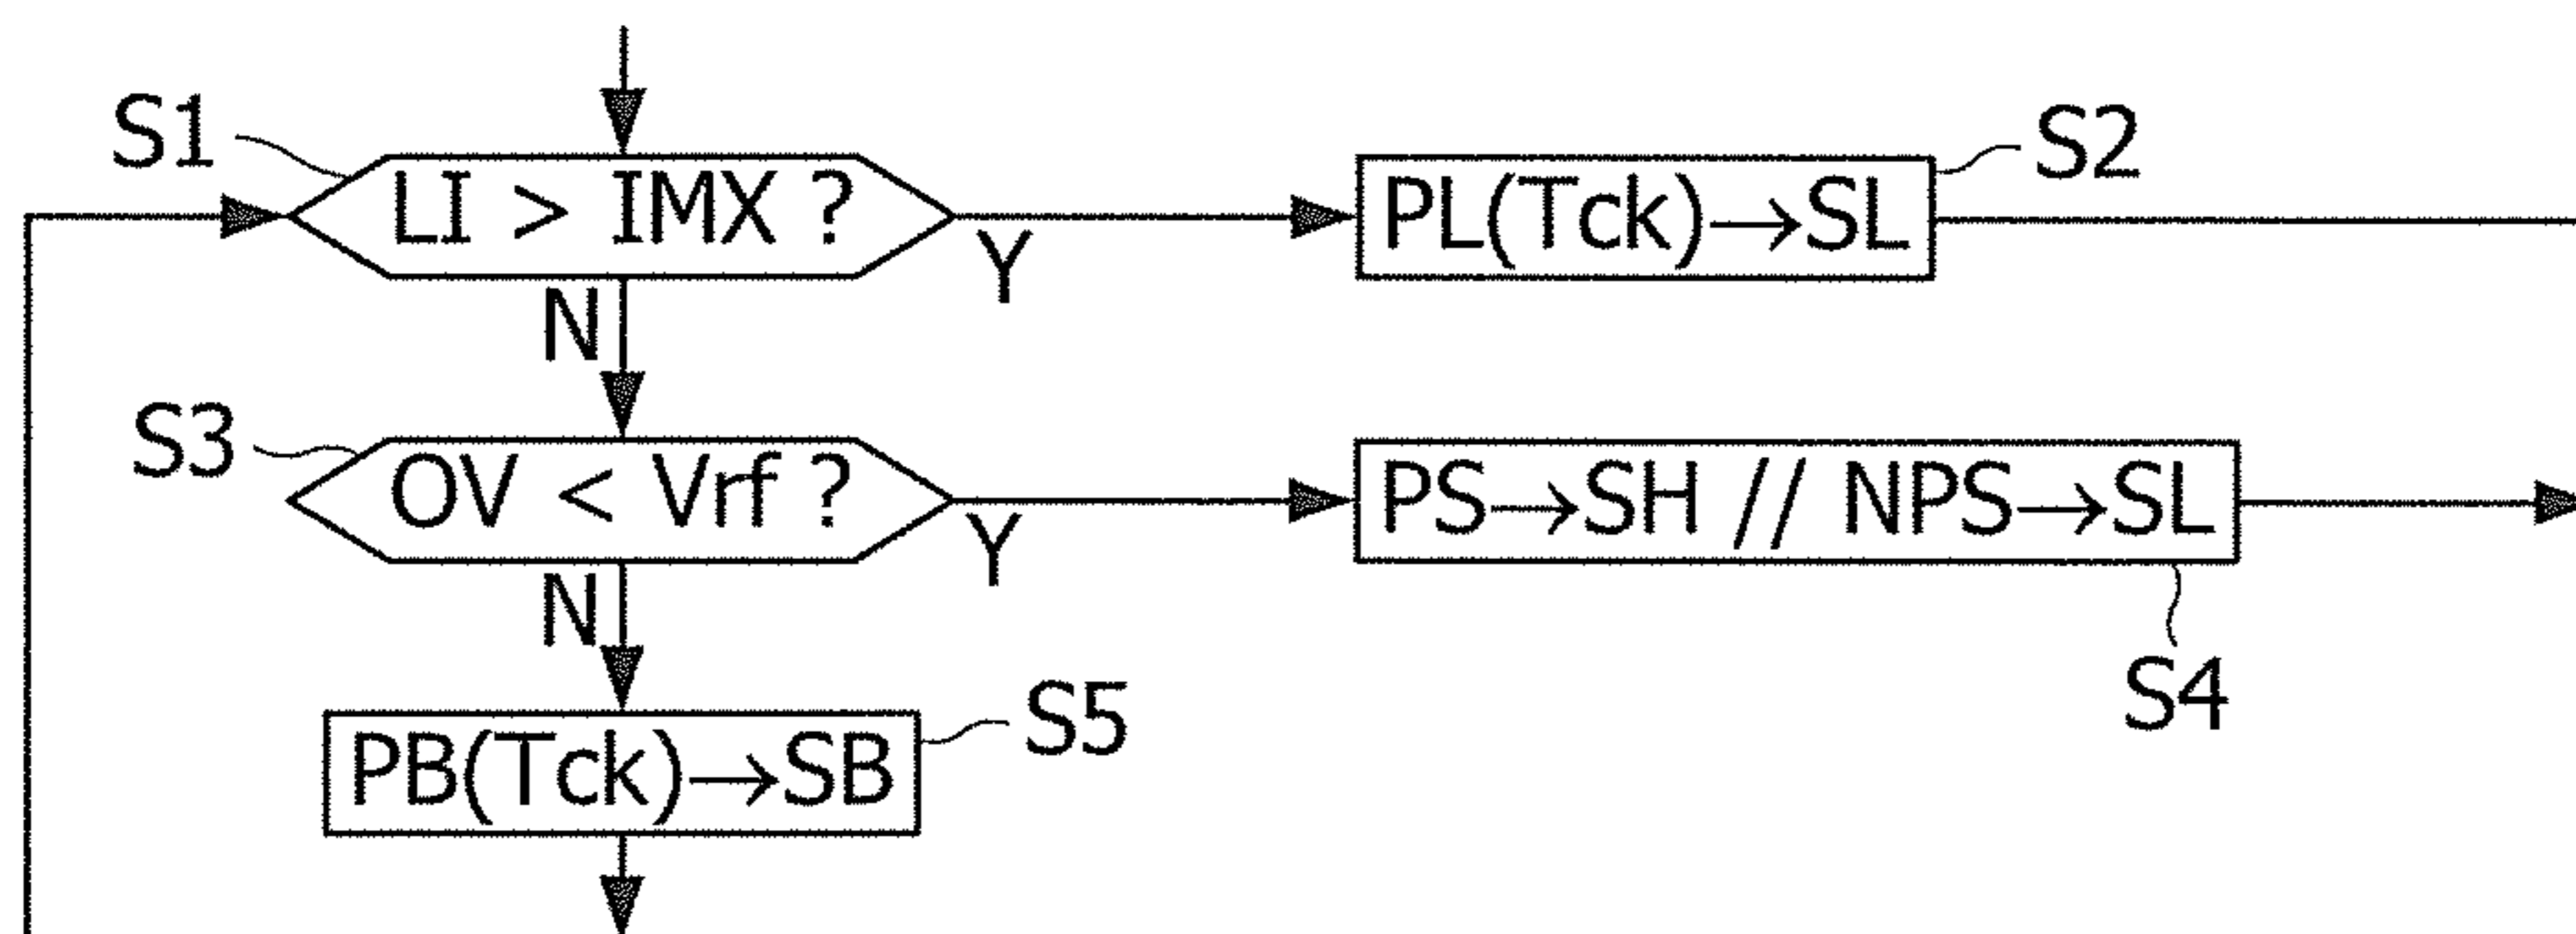 S1
LI > IMX ?
Y
PL(Tck)→SL
S2
N
S3
OV < Vrf ?
Y
PS→SH // NPS→SL
S4
N
PB(Tck)→SB
S5